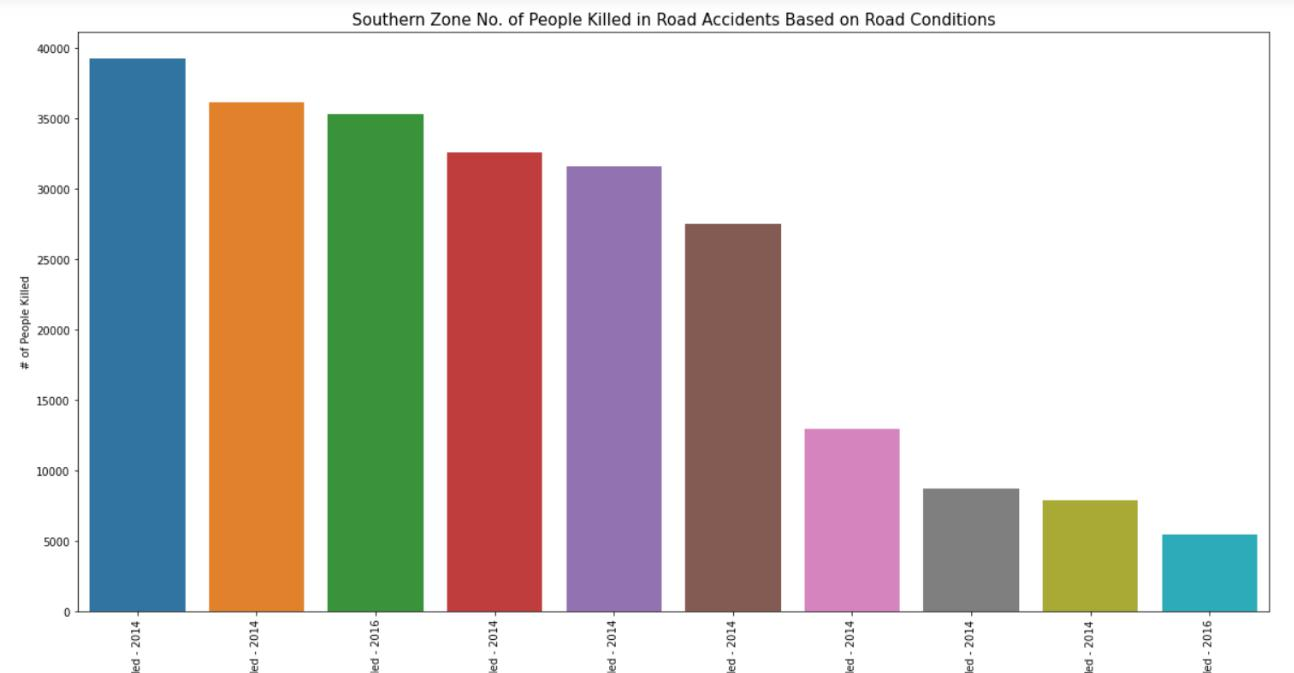 Southern Zone No. of People Killed in Road Accidents Based on Road Conditions
40000
35000
30000
25000
20000
15000
10000
5000
0
# of People Killed
led - 2014
led - 2014
led - 2016
led - 2014
led - 2014
led - 2014
led - 2014
led - 2014
led - 2014
led - 2016